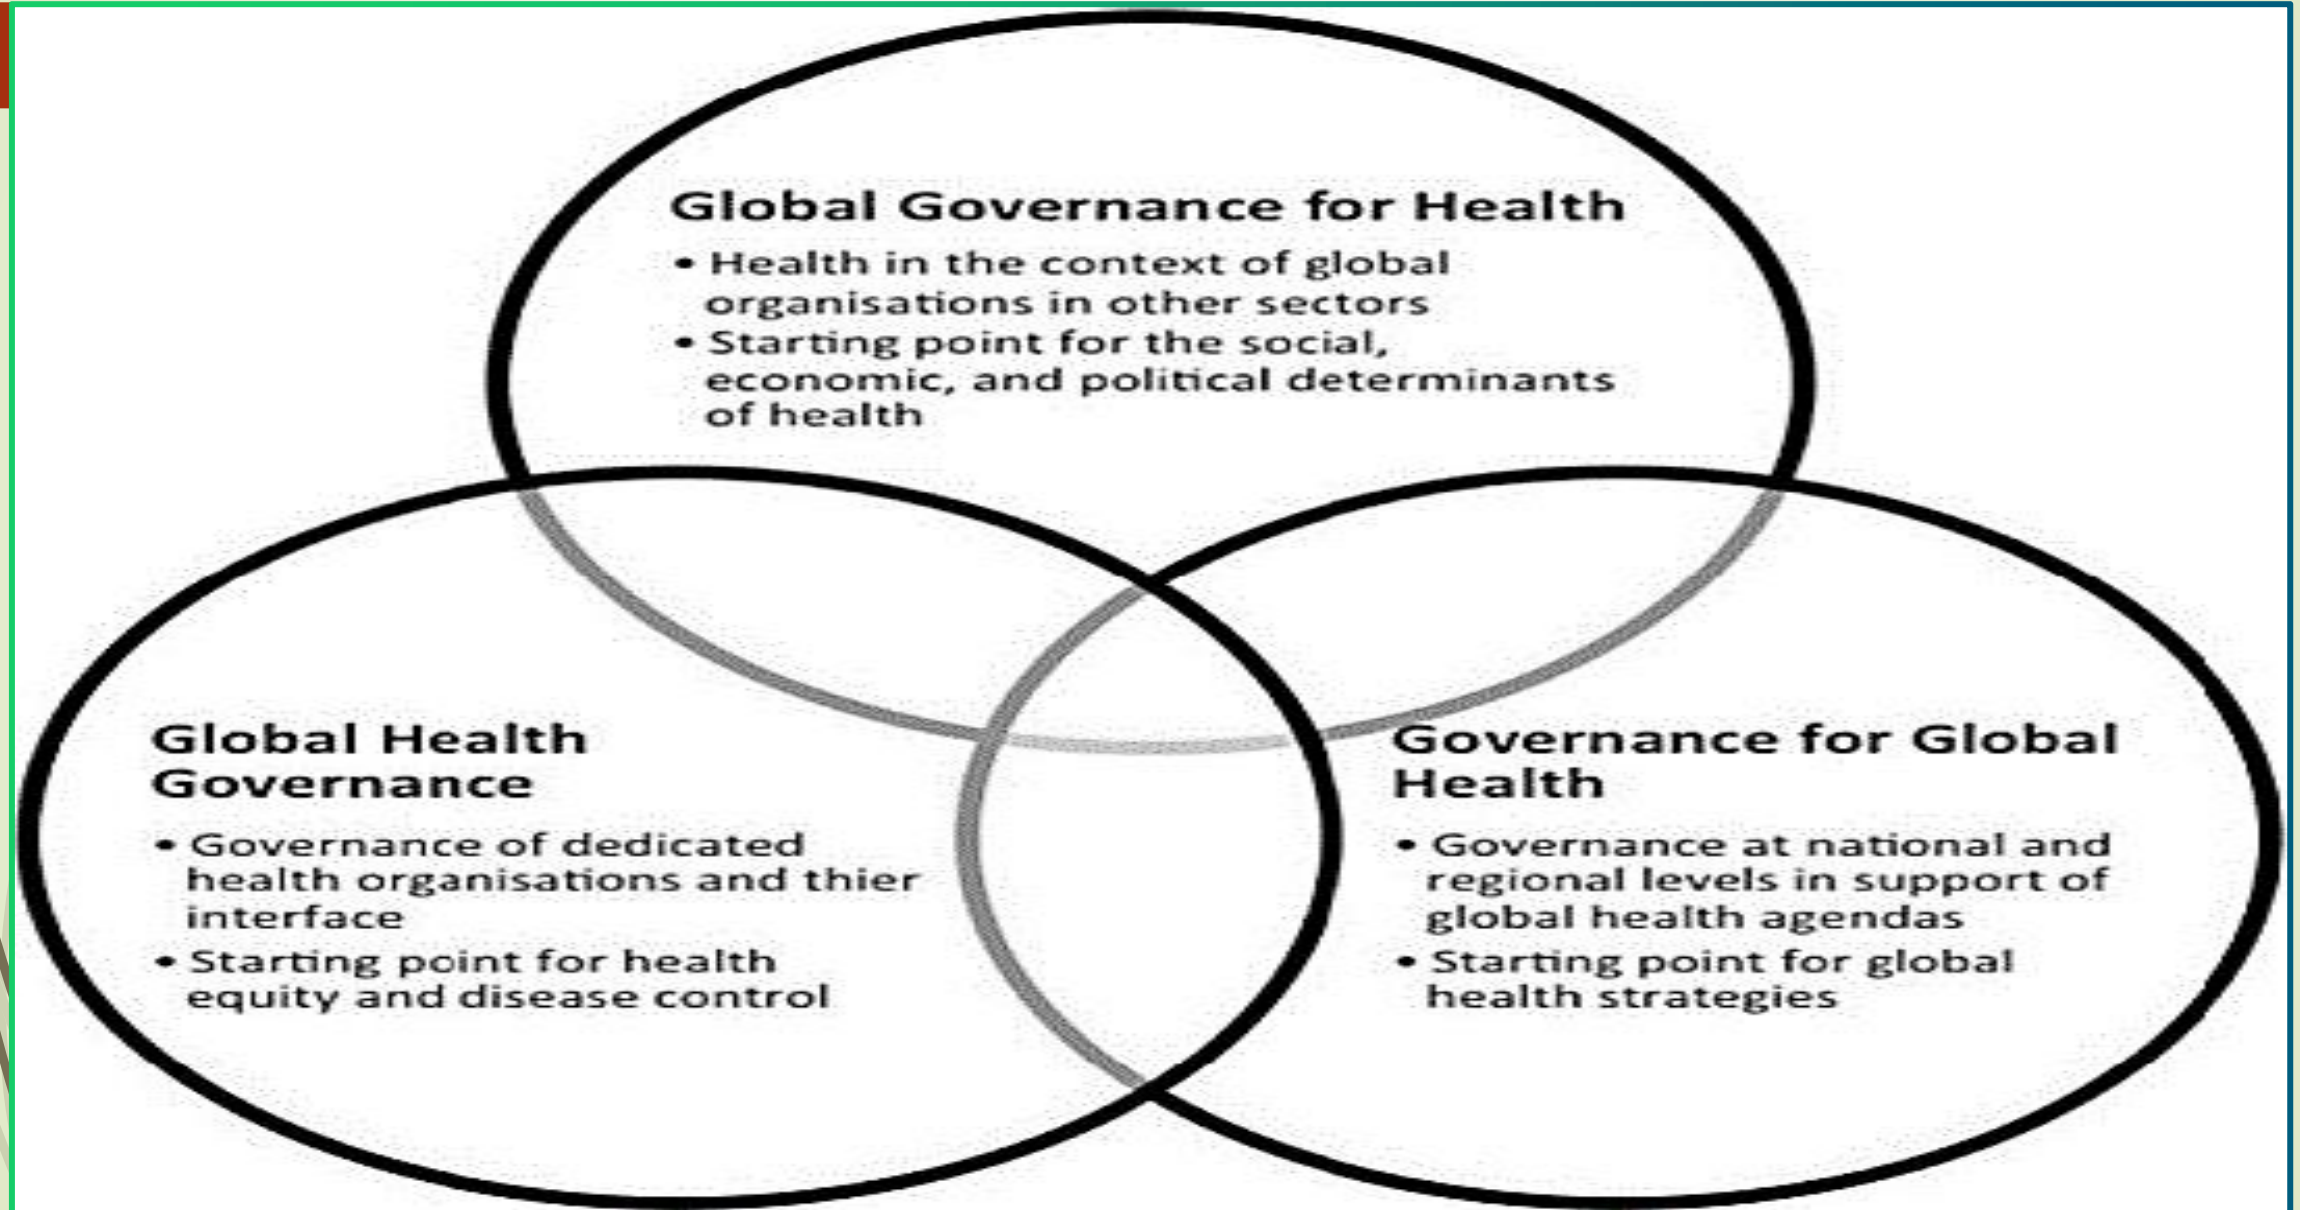 Global Governance for Health
• Health in the context of global
organisations in other sectors
• Starting point for the social,
economic, and political determinants
of health
Global Health
Governance
• Governance of dedicated
health organisations and thier
interface
• Starting point for health
equity and disease control
Governance for Global
Health
• Governance at national and
regional levels in support of
global health agendas
• Starting point for global
health strategies